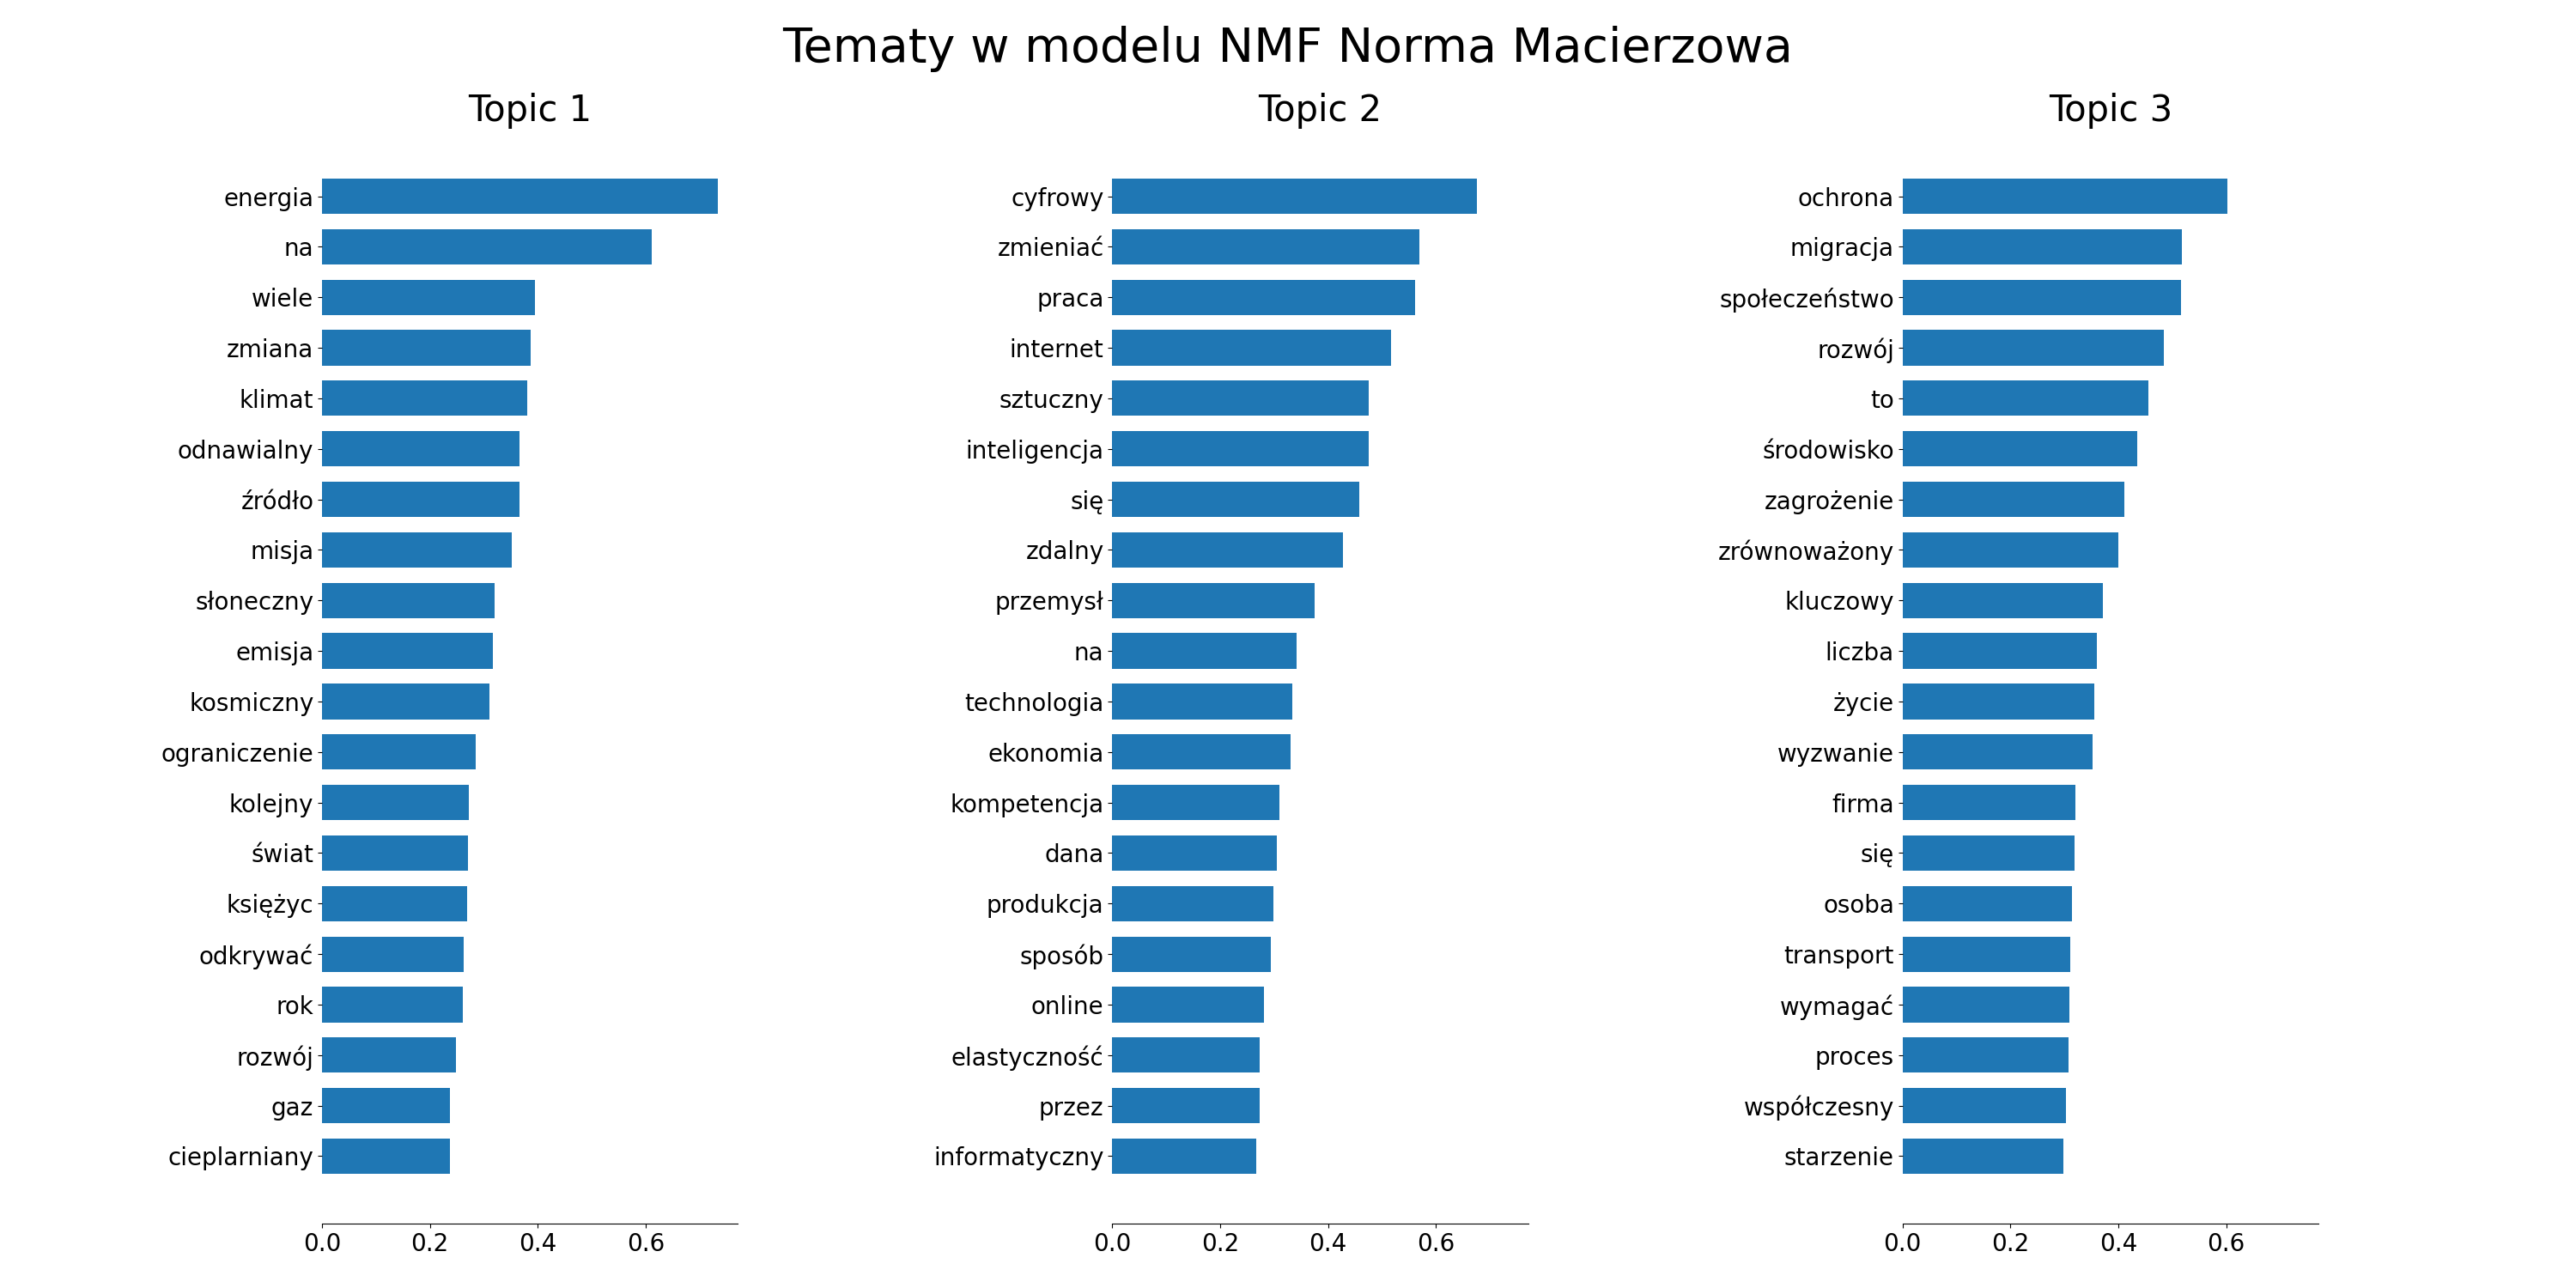 Tematy w modelu NMF Norma Macierzowa
Topic 1
energia
na
wiele
zmiana
klimat
odnawialny
źródło
misja
słoneczny
emisja
kosmiczny
ograniczenie
kolejny
świat
księżyc
odkrywać
rok
rozwój
gaz
cieplarniany
0.0 0.2 0.4 0.6
Topic 2
cyfrowy
zmieniać
praca
internet
sztuczny
inteligencja
się
zdalny
przemysł
na
technologia
ekonomia
kompetencja
dana
produkcja
sposób
online
elastyczność
przez
informatyczny
0.0 0.2 0.4 0.6
Topic 3
ochrona
migracja
społeczeństwo
rozwój
to
środowisko
zagrożenie
zrównoważony
kluczowy
liczba
życie
wyzwanie
firma
się
osoba
transport
wymagać
proces
współczesny
starzenie
0.0 0.2 0.4 0.6